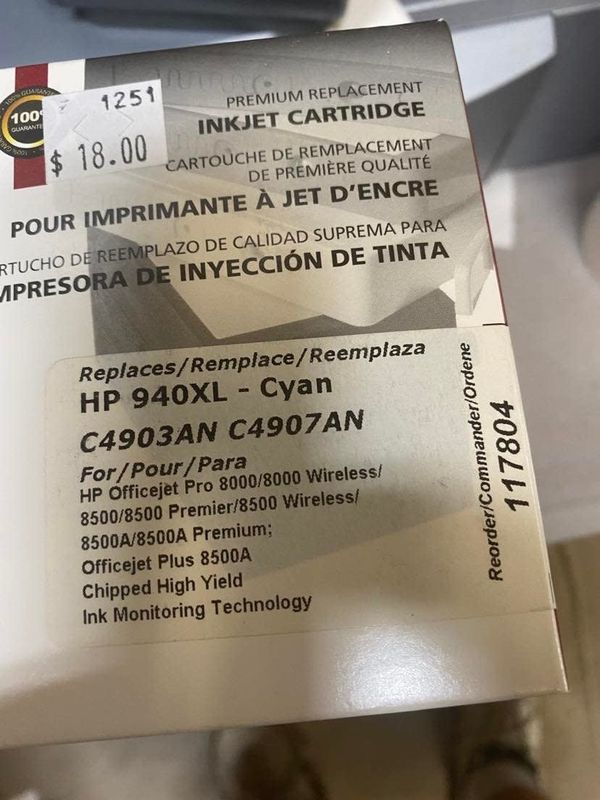 100%
GUARANTE
1251
$ 18.00
PREMIUM REPLACEMENT
INKJET CARTRIDGE
CARTOUCHE DE REMPLACEMENT
DE PREMIÈRE QUALITÉ
POUR IMPRIMANTE À JET D'ENCRE
RTUCHO DE REEMPLAZO DE CALIDAD SUPREMA PARA
MPRESORA DE INYECCIÓN DE TINTA
Replaces/Remplace/Reemplaza
HP 940XL - Cyan
C4903AN C4907AN
For/Pour/Para
HP Officejet Pro 8000/8000 Wireless/
8500/8500 Premier/8500 Wireless/
8500A/8500A Premium;
Officejet Plus 8500A
Chipped High Yield
Ink Monitoring Technology
Reorder/Commander/Ordene
117804